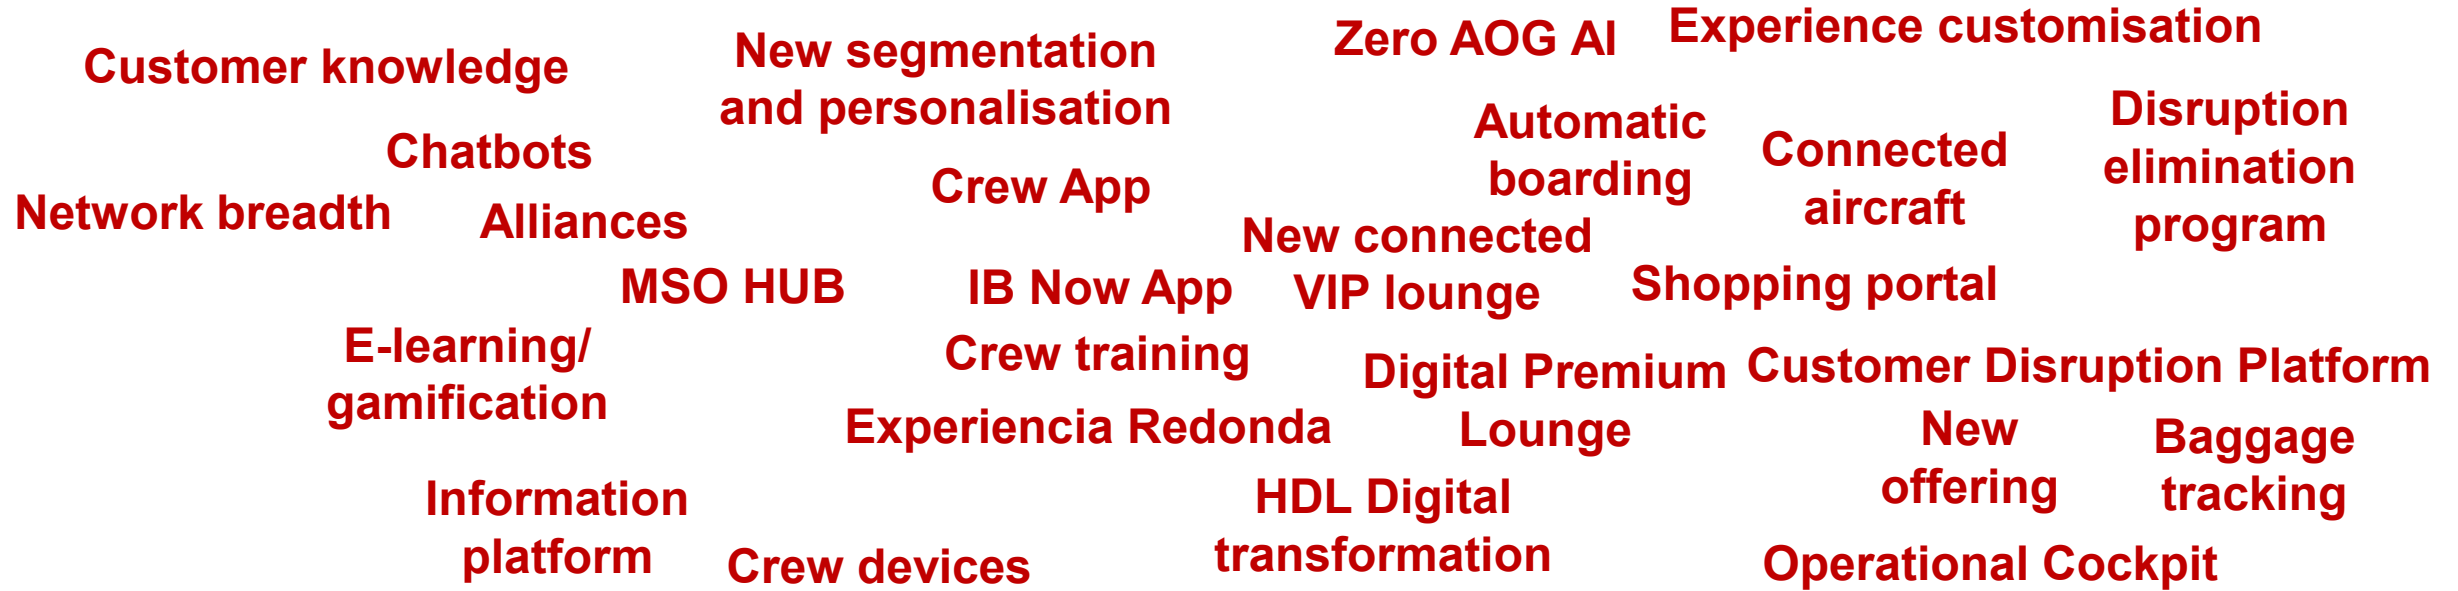 Customer knowledge
New segmentation
and personalisation
Zero AOG AI
Experience customisation
Chatbots
Network breadth
Alliances
Crew App
Automatic
boarding
Connected
aircraft
Disruption
elimination
program
MSO HUB
IB Now App
New connected
VIP lounge
Shopping portal
E-learning/
gamification
Crew training
Digital Premium
Lounge
Customer Disruption Platform
Experiencia Redonda
New
offering
Baggage
tracking
Information
platform
Crew devices
HDL Digital
transformation
Operational Cockpit